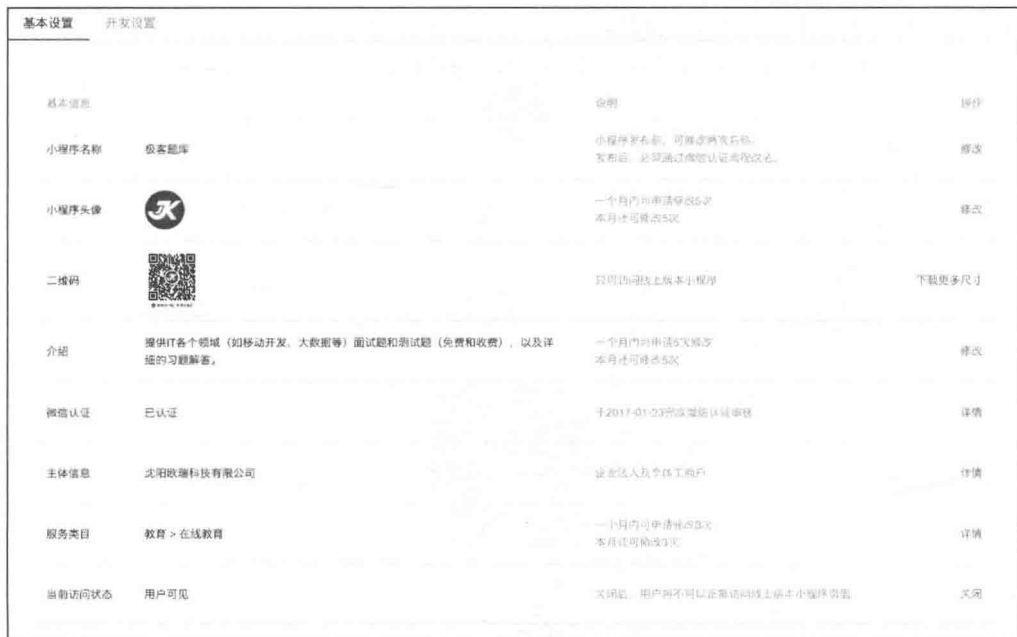 基本设置 开发设置
基本信息 说明 操作
小程序名称 极客题库 小程序发布前，可修改两次名称。 修改
发布后，必须通过微信认证才能改名。
小程序头像 JK 一个月内可申请修改5次 修改
本月还可修改5次
二维码 只可访问线上版本小程序 下载更多尺寸
介绍 提供IT各个领域（如移动开发、大数据等）面试题和测试题（免费和收费），以及详 一个月内可申请5次修改 修改
细的习题解答。 本月还可修改5次
微信认证 已认证 于2017-01-03完成微信认证审核 详情
主体信息 沈阳欧瑞科技有限公司 企业法人及个体工商户 详情
服务类目 教育 > 在线教育 一个月内可申请修改3次 详情
本月还可修改3次
当前访问状态 用户可见 关闭后，用户将不可以正常访问线上版本小程序页面 关闭